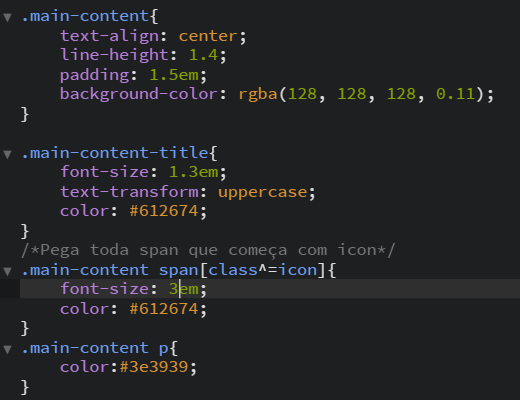 .main-content{
text-align: center;
line-height: 1.4;
padding: 1.5em;
background-color: rgba(128, 128, 128, 0.11);
}
.main-content-title{
font-size: 1.3em;
text-transform: uppercase;
color: #612674;
}
/*Pega toda span que começa com icon*/
.main-content span[class^=icon]{
font-size: 3em;
color: #612674;
}
.main-content p{
color:#3e3939;
}